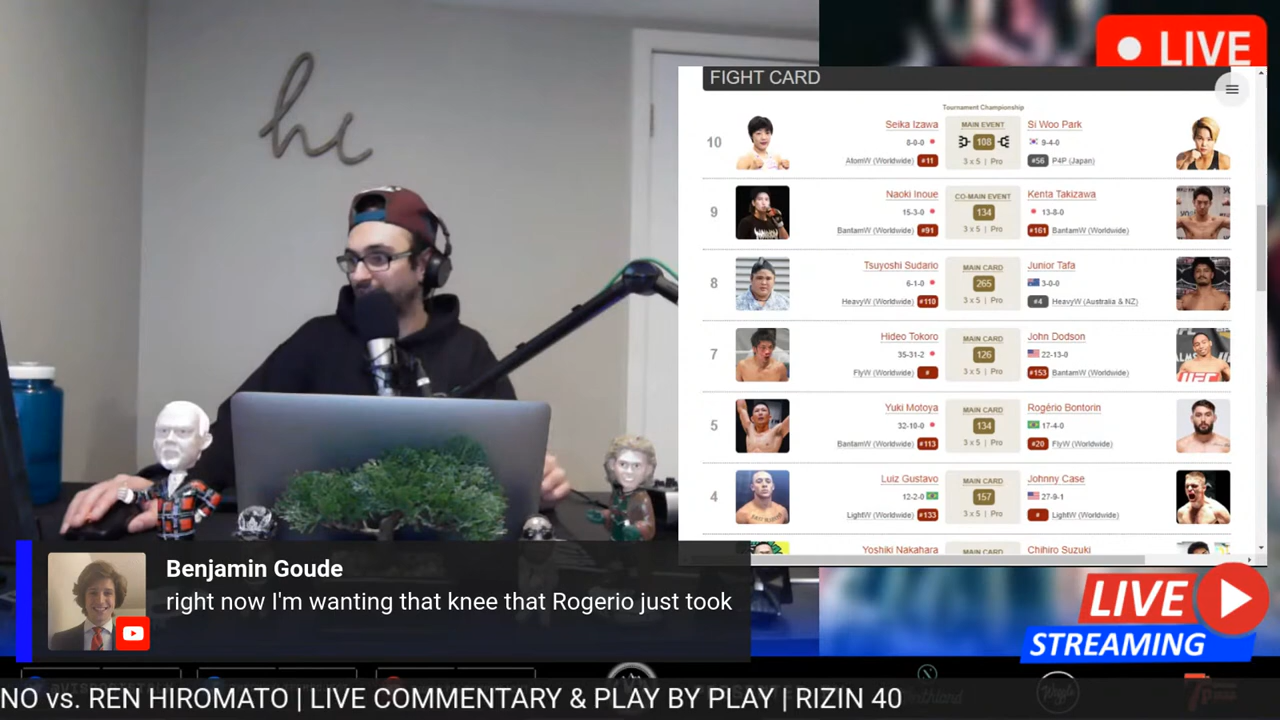 hi
LIVE
FIGHT CARD
Tournament Championship
10
Seika Izawa
MAIN EVENT
Si Woo Park
8-0-0
108
9-4-0
AtomW (Worldwide) #11
3 x 5 | Pro
#56 P4P (Japan)
9
Naoki Inoue
CO-MAIN EVENT
Kenta Takizawa
15-3-0
134
13-8-0
BantamW (Worldwide) #91
3 x 5 | Pro
#161 BantamW (Worldwide)
8
Tsuyoshi Sudario
MAIN CARD
Junior Tafa
6-1-0
265
3-0-0
HeavyW (Worldwide) #110
3 x 5 | Pro
#4 HeavyW (Australia & NZ)
7
Hideo Tokoro
MAIN CARD
John Dodson
35-31-2
126
22-13-0
FlyW (Worldwide) #
3 x 5 | Pro
#153 BantamW (Worldwide)
UFC
5
Yuki Motoya
MAIN CARD
Rogério Bontorin
32-10-0
134
17-4-0
BantamW (Worldwide) #113
3 x 5 | Pro
#20 FlyW (Worldwide)
4
Luiz Gustavo
MAIN CARD
Johnny Case
12-2-0
157
27-9-1
LightW (Worldwide) #133
3 x 5 | Pro
# LightW (Worldwide)
Yoshiki Nakahara
MAIN CARD
Chihiro Suzuki
Benjamin Goude
right now I'm wanting that knee that Rogerio just took
LIVE
STREAMING
NO vs. REN HIROMATO | LIVE COMMENTARY & PLAY BY PLAY | RIZIN 40